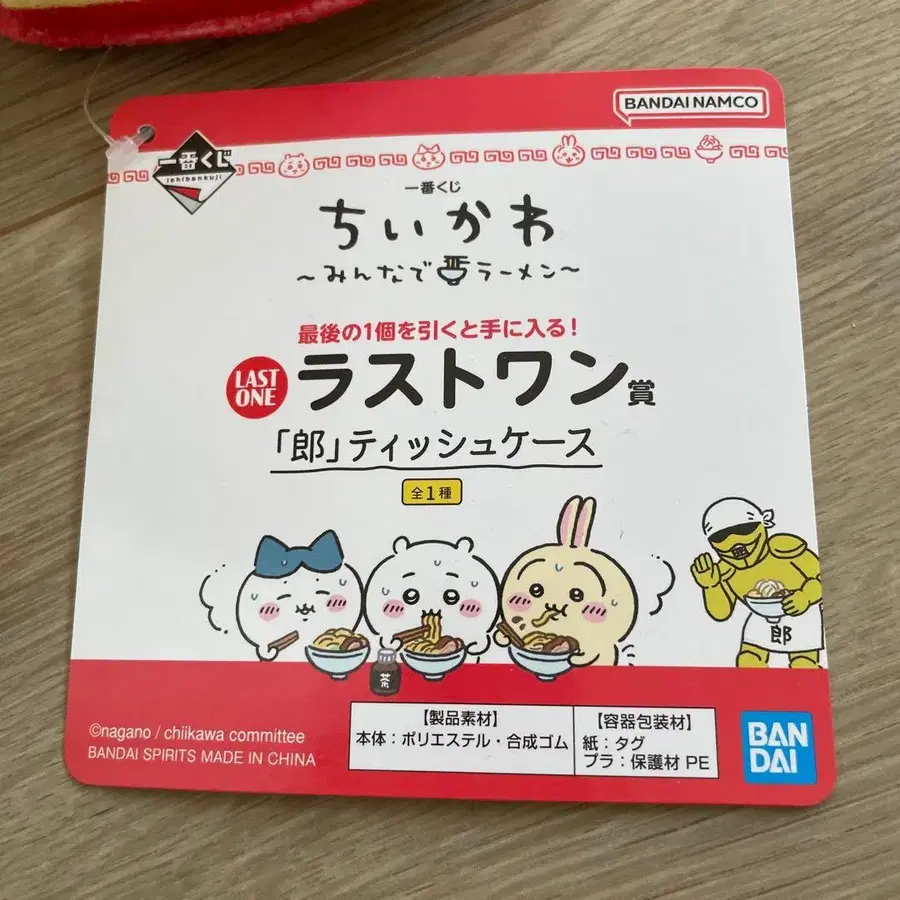 BANDAI NAMCO
一番くじ
ichibankuji
一番くじ
ちいかわ
～みんなでラーメン～
最後の1個を引くと手に入る!
LAST ONE
ラストワン賞
「郎」ティッシュケース
全1種
郎
郎
茶
©nagano / chiikawa committee
BANDAI SPIRITS MADE IN CHINA
【製品素材】
本体：ポリエステル・合成ゴム
【容器包装材】
紙：タグ
プラ：保護材 PE
BAN
DAI